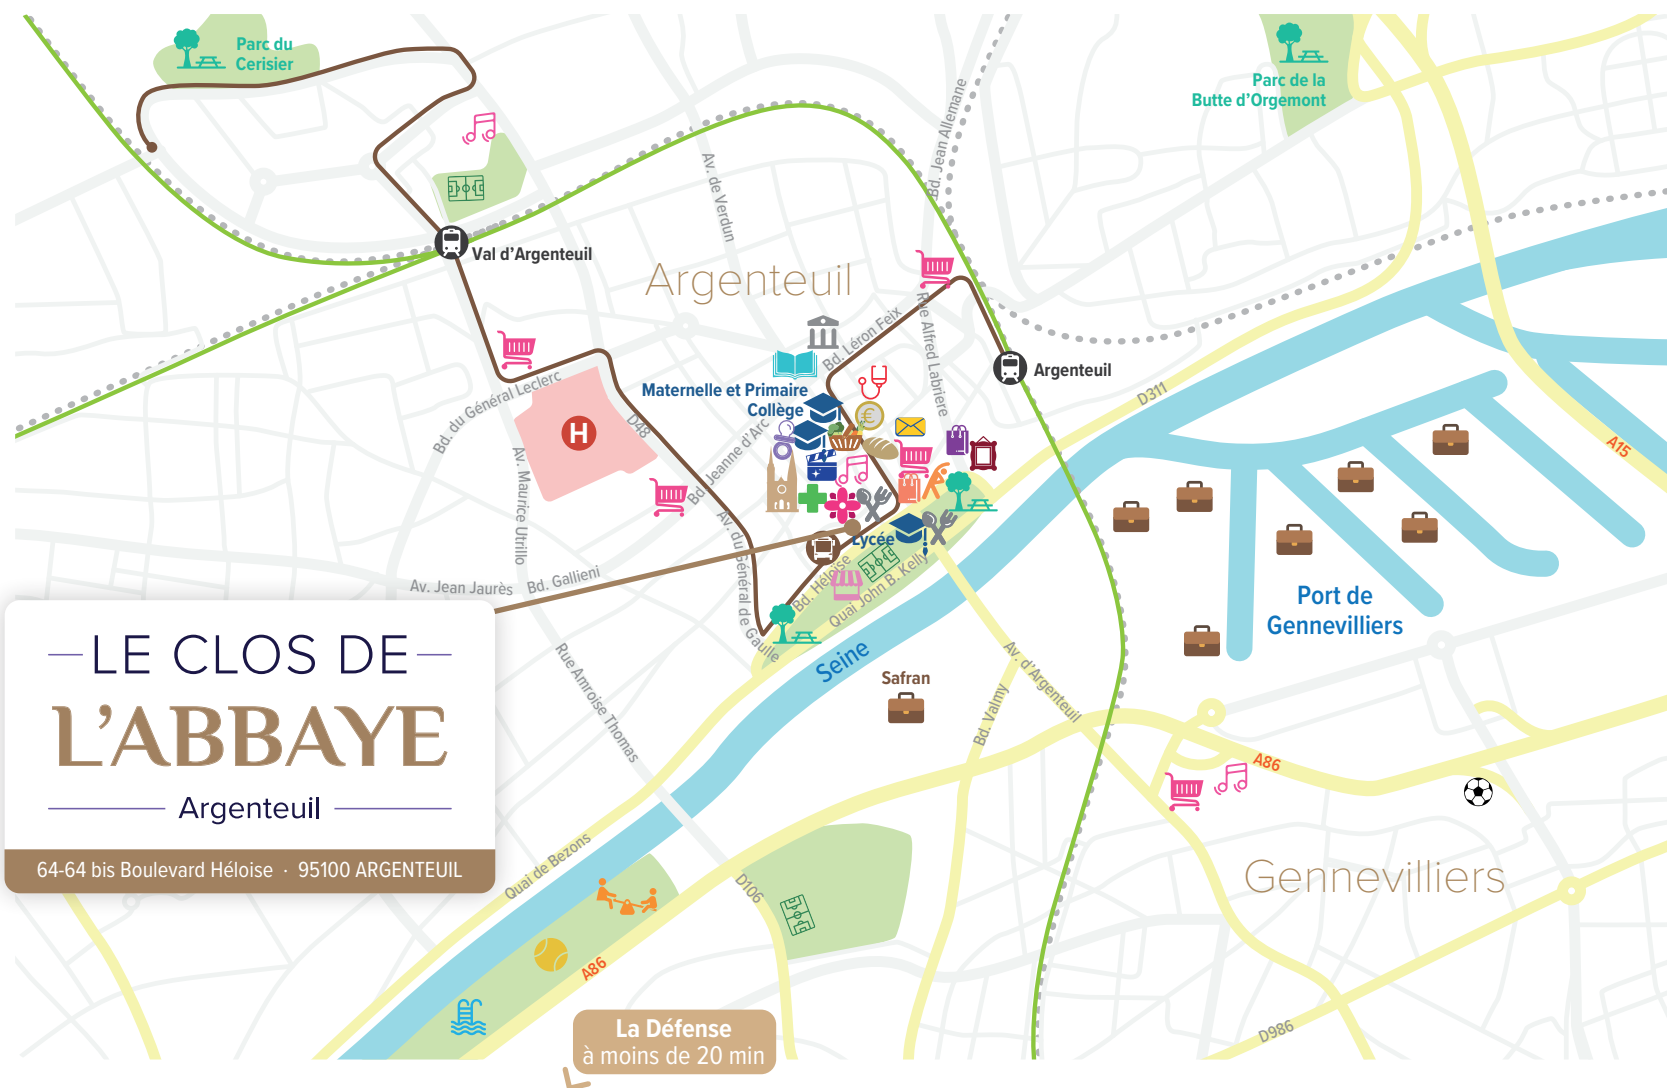 Parc du
Cerisier
Parc de la
Butte d'Orgemont
Bd. Jean Allemane
Av. de Verdun
Val d'Argenteuil
Argenteuil
Bd. Léron Feix
Rue Alfred Labriere
Argenteuil
D311
Maternelle et Primaire
Collège
Bd. du Général Leclerc
H
D48
Bd. Jeanne d'Arc
€
A15
Av. Maurice Utrillo
Av. du Général de Gaulle
Lycée
Bd. Héloïse
Quai John B. Kelly
Av. Jean Jaurès
Bd. Gallieni
Port de
Gennevilliers
LE CLOS DE
L'ABBAYE
Argenteuil
64-64 bis Boulevard Héloise · 95100 ARGENTEUIL
Rue Amroise Thomas
Seine
Safran
Av. d'Argenteuil
Bd. Valmy
A86
Quai de Bezons
D106
Gennevilliers
A86
D986
La Défense
à moins de 20 min